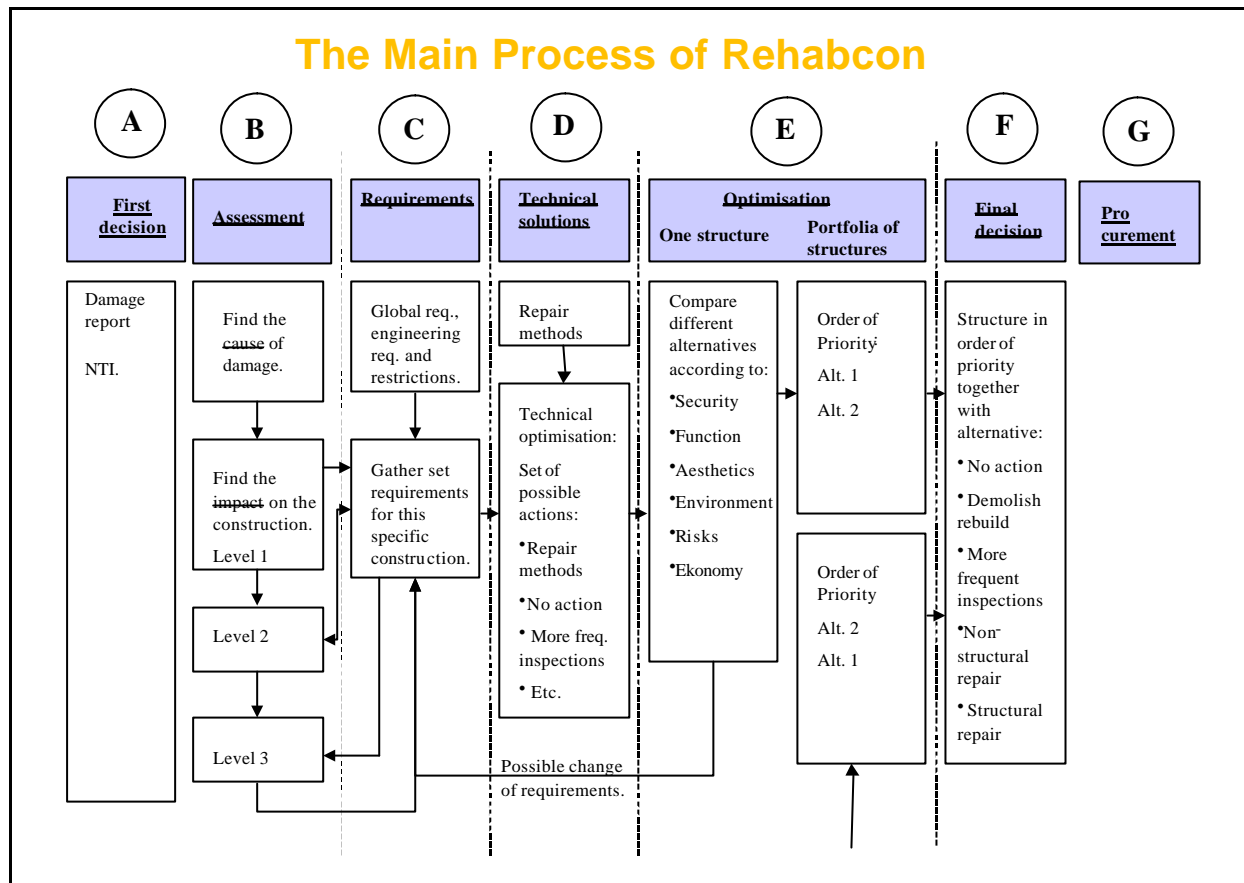 The Main Process of Rehabcon
A
B
C
D
E
F
G
First
decision
Assessment
Requirements
Technical
solutions
Optimisation
One structure
Portfolia of
structures
Final
decision
Pro
curement
Damage
report
NTI.
Find the
cause of
damage.
Find the
impact on the
construction.
Level 1
Level 2
Level 3
Global req.,
engineering
req. and
restrictions.
Gather set
requirements
for this
specific
construction.
Repair
methods
Technical
optimisation:
Set of
possible
actions:
•Repair
methods
•No action
• More freq.
inspections
• Etc.
Possible change
of requirements.
Compare
different
alternatives
according to:
•Security
•Function
•Aesthetics
•Environment
•Risks
•Ekonomy
Order of
Priority:
Alt. 1
Alt. 2
Order of
Priority
Alt. 2
Alt. 1
Structure in
order of
priority
together
with
alternative:
• No action
• Demolish
rebuild
• More
frequent
inspections
•Non-
structural
repair
• Structural
repair